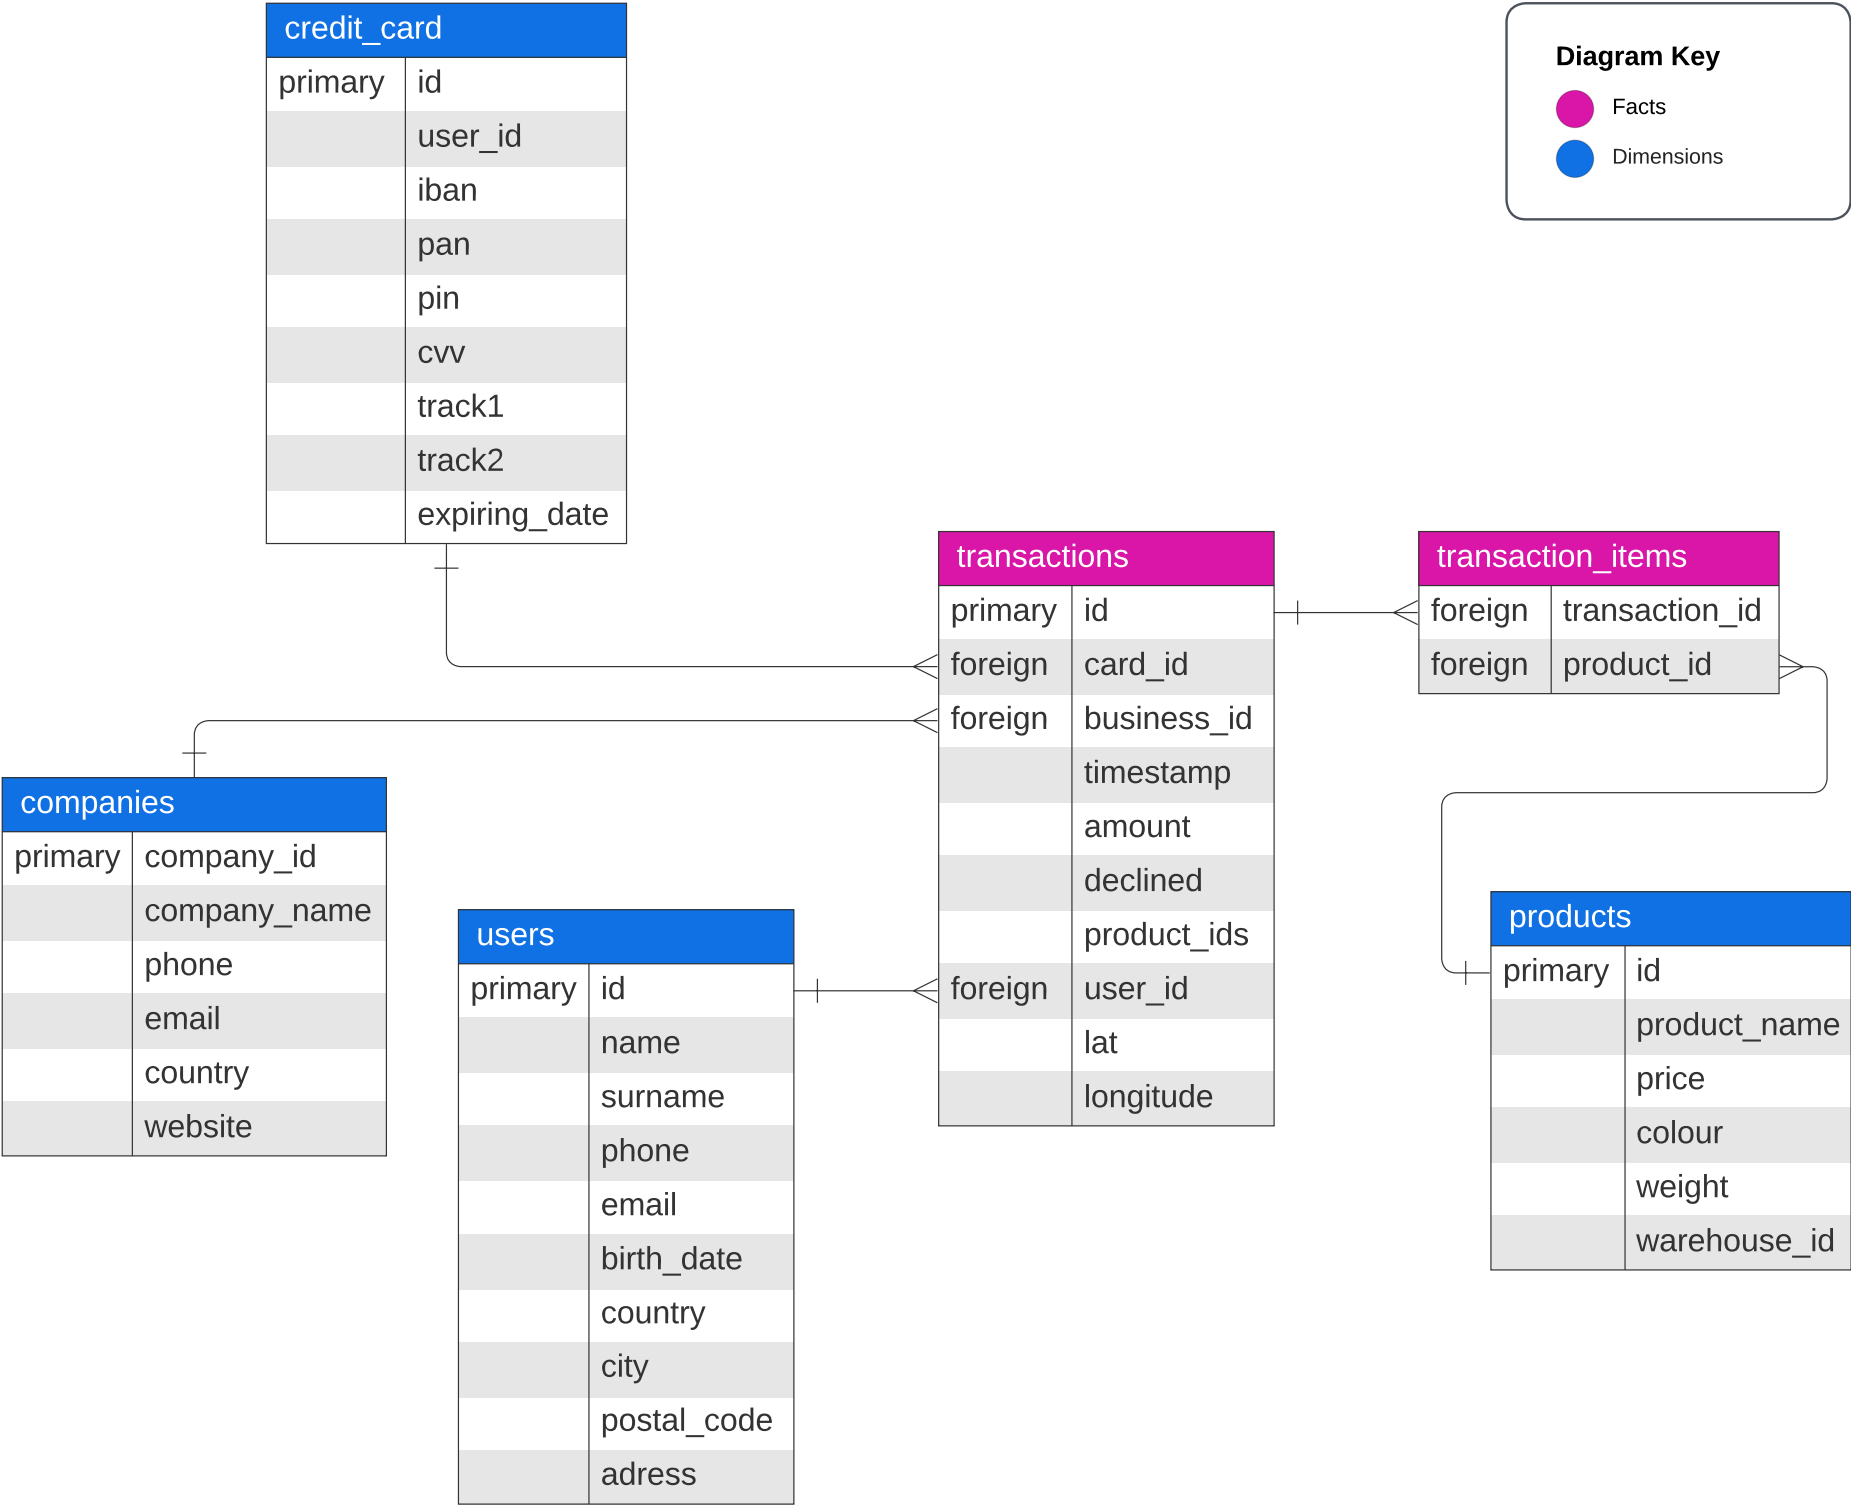 credit_card
primary id
user_id
iban
pan
pin
cvv
track1
track2
expiring_date
Diagram Key
Facts
Dimensions
transactions
primary id
foreign card_id
foreign business_id
timestamp
amount
declined
product_ids
foreign user_id
lat
longitude
transaction_items
foreign transaction_id
foreign product_id
companies
primary company_id
company_name
phone
email
country
website
users
primary id
name
surname
phone
email
birth_date
country
city
postal_code
adress
products
primary id
product_name
price
colour
weight
warehouse_id